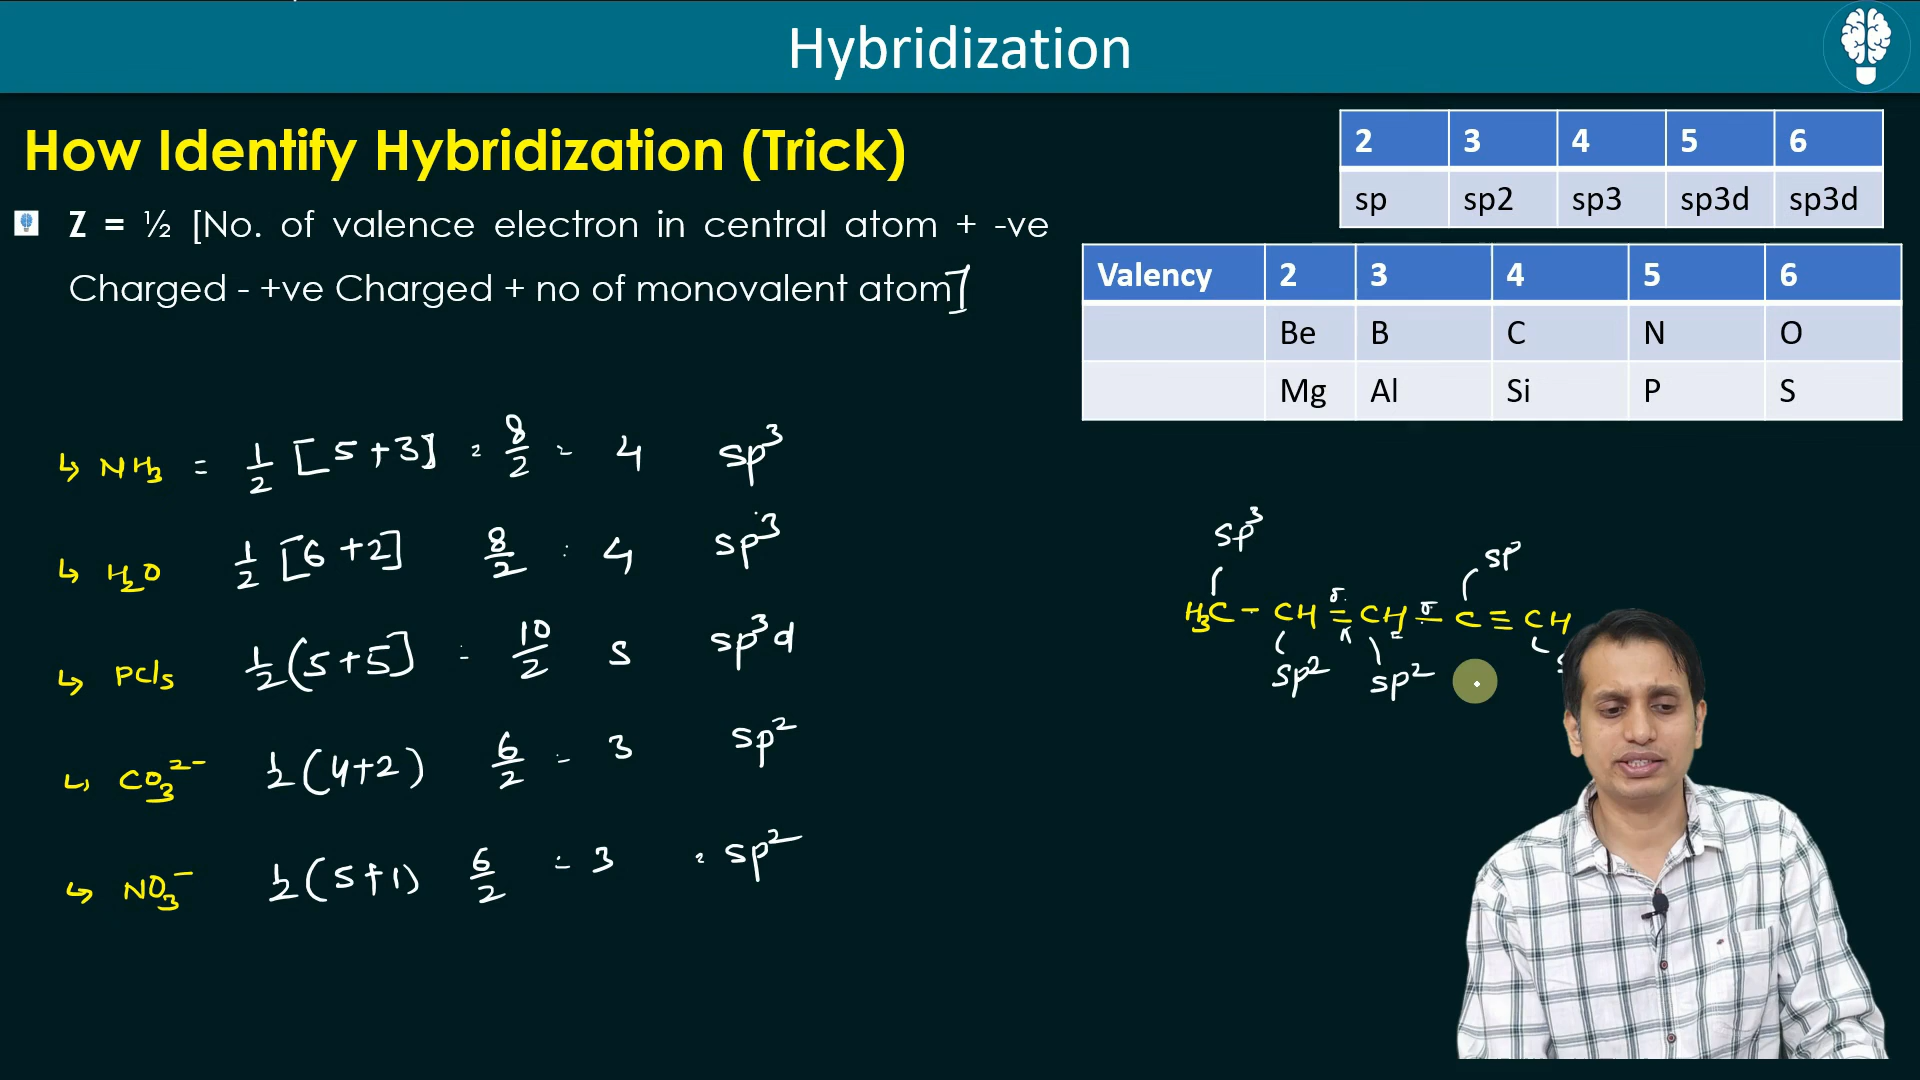 Hybridization
How Identify Hybridization (Trick)
Z = ½ [No. of valence electron in central atom + -ve
Charged - +ve Charged + no of monovalent atom]
2 3 4 5 6
sp sp2 sp3 sp3d sp3d
Valency 2 3 4 5 6
Be B C N O
Mg Al Si P S
↳ NH₃ = 1/2 [5+3] = 8/2 = 4 sp³
↳ H₂O 1/2 [6+2] 8/2 = 4 sp³
↳ PCl₅ 1/2 (5+5] = 10/2 5 sp³d
↳ CO₃²⁻ 1/2 (4+2) 6/2 = 3 sp²
↳ NO₃⁻ 1/2 (5+1) 6/2 = 3 = sp²
sp³ sp
σ σ
H₃C - CH = CH - C ≡ CH
π
sp² sp²